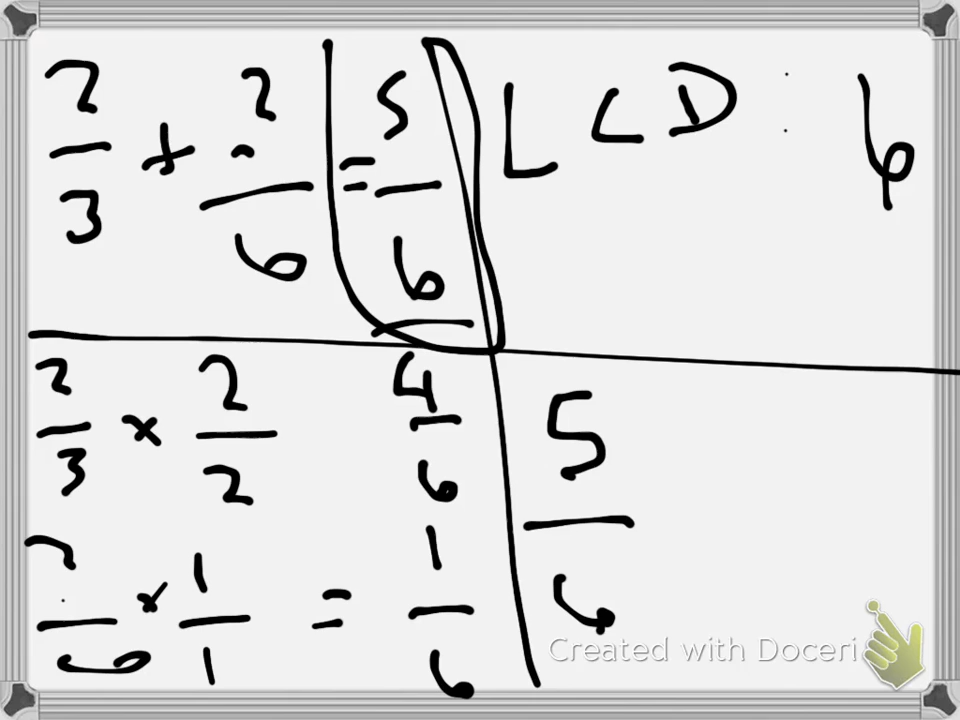 2/3 + ?/6 = 5/6
LCD: 6
2/3 x 2/2 4/6
?/6 x 1/1 = 1/6
5/6
Created with Doceri